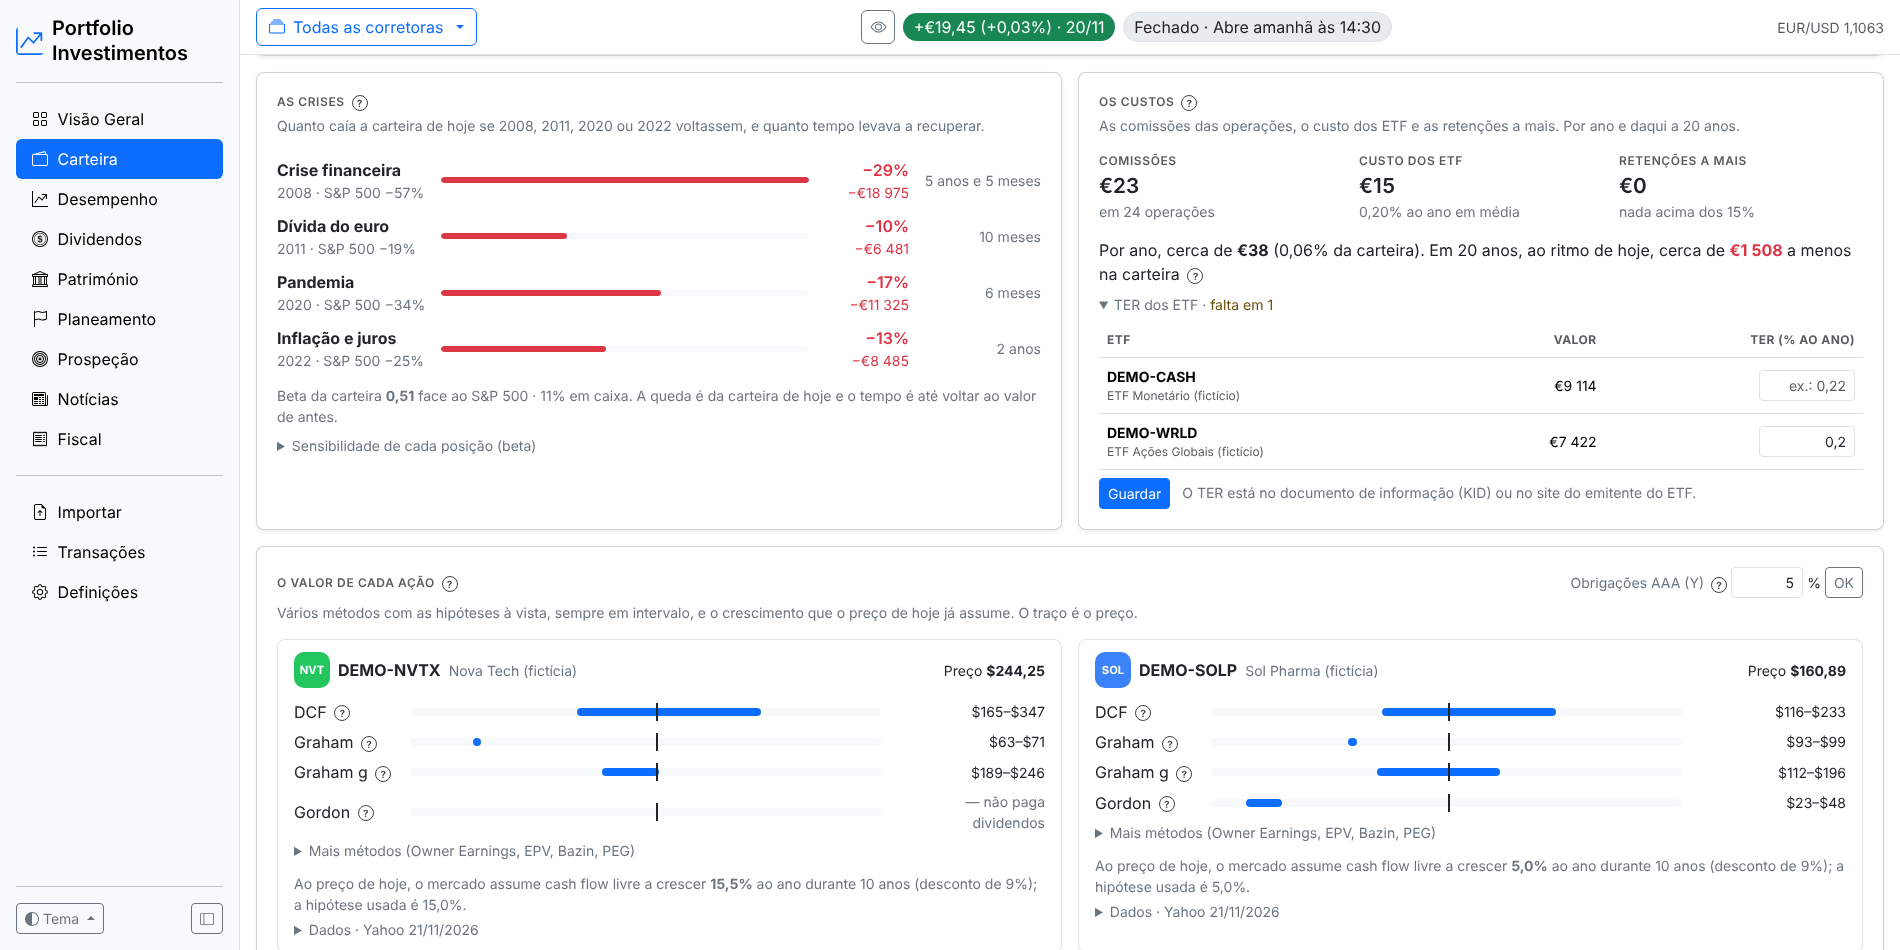 Portfolio
Investimentos
Visão Geral
Carteira
Desempenho
Dividendos
Património
Planeamento
Prospeção
Notícias
Fiscal
Importar
Transações
Definições
Tema
Todas as corretoras
+€19,45 (+0,03%) · 20/11
Fechado · Abre amanhã às 14:30
EUR/USD 1,1063
AS CRISES ?
Quanto caía a carteira de hoje se 2008, 2011, 2020 ou 2022 voltassem, e quanto tempo levava a recuperar.
Crise financeira
2008 · S&P 500 −57%
−29%
−€18 975
5 anos e 5 meses
Dívida do euro
2011 · S&P 500 −19%
−10%
−€6 481
10 meses
Pandemia
2020 · S&P 500 −34%
−17%
−€11 325
6 meses
Inflação e juros
2022 · S&P 500 −25%
−13%
−€8 485
2 anos
Beta da carteira 0,51 face ao S&P 500 · 11% em caixa. A queda é da carteira de hoje e o tempo é até voltar ao valor
de antes.
Sensibilidade de cada posição (beta)
OS CUSTOS ?
As comissões das operações, o custo dos ETF e as retenções a mais. Por ano e daqui a 20 anos.
COMISSÕES
€23
em 24 operações
CUSTO DOS ETF
€15
0,20% ao ano em média
RETENÇÕES A MAIS
€0
nada acima dos 15%
Por ano, cerca de €38 (0,06% da carteira). Em 20 anos, ao ritmo de hoje, cerca de €1 508 a menos
na carteira ?
TER dos ETF · falta em 1
ETF VALOR TER (% AO ANO)
DEMO-CASH
ETF Monetário (fictício)
€9 114
ex.: 0,22
DEMO-WRLD
ETF Ações Globais (fictício)
€7 422
0,2
Guardar
O TER está no documento de informação (KID) ou no site do emitente do ETF.
O VALOR DE CADA AÇÃO ?
Obrigações AAA (Y) ? 5 % OK
Vários métodos com as hipóteses à vista, sempre em intervalo, e o crescimento que o preço de hoje já assume. O traço é o preço.
NVT DEMO-NVTX Nova Tech (fictícia) Preço $244,25
DCF ? $165–$347
Graham ? $63–$71
Graham g ? $189–$246
Gordon ? — não paga
dividendos
Mais métodos (Owner Earnings, EPV, Bazin, PEG)
Ao preço de hoje, o mercado assume cash flow livre a crescer 15,5% ao ano durante 10 anos (desconto de 9%);
a hipótese usada é 15,0%.
Dados · Yahoo 21/11/2026
SOL DEMO-SOLP Sol Pharma (fictícia) Preço $160,89
DCF ? $116–$233
Graham ? $93–$99
Graham g ? $112–$196
Gordon ? $23–$48
Mais métodos (Owner Earnings, EPV, Bazin, PEG)
Ao preço de hoje, o mercado assume cash flow livre a crescer 5,0% ao ano durante 10 anos (desconto de 9%); a
hipótese usada é 5,0%.
Dados · Yahoo 21/11/2026